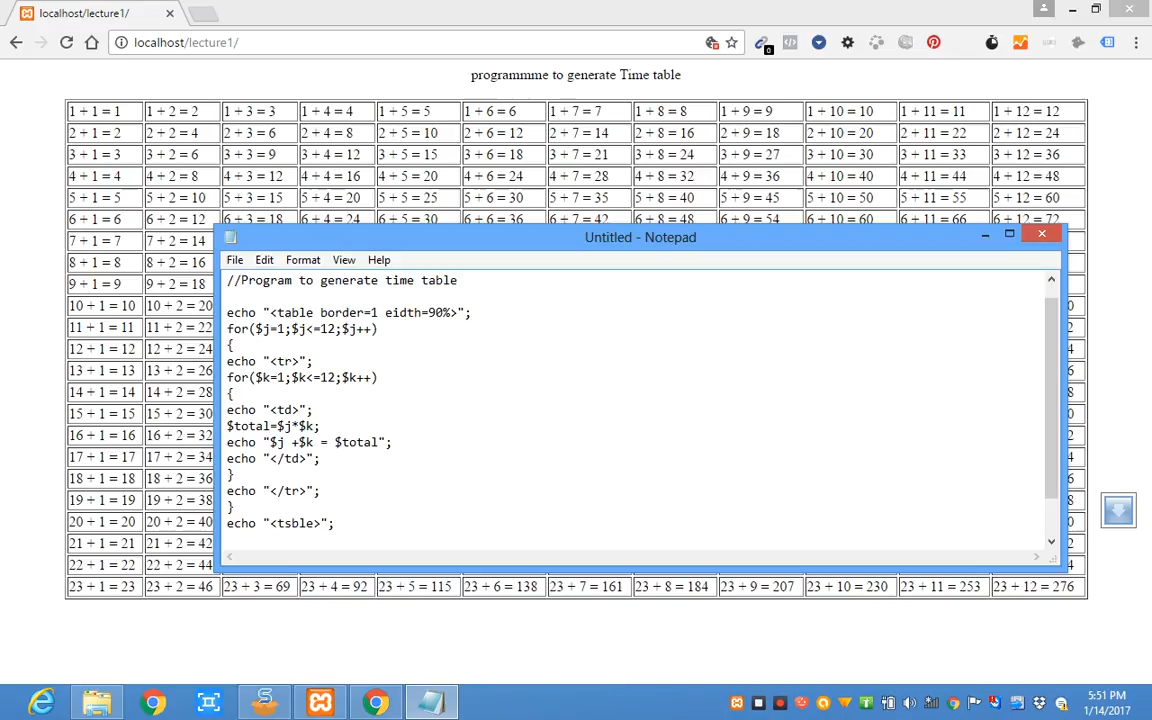 localhost/lecture1/
localhost/lecture1/
0
programmme to generate Time table
1 + 1 = 1 1 + 2 = 2 1 + 3 = 3 1 + 4 = 4 1 + 5 = 5 1 + 6 = 6 1 + 7 = 7 1 + 8 = 8 1 + 9 = 9 1 + 10 = 10 1 + 11 = 11 1 + 12 = 12
2 + 1 = 2 2 + 2 = 4 2 + 3 = 6 2 + 4 = 8 2 + 5 = 10 2 + 6 = 12 2 + 7 = 14 2 + 8 = 16 2 + 9 = 18 2 + 10 = 20 2 + 11 = 22 2 + 12 = 24
3 + 1 = 3 3 + 2 = 6 3 + 3 = 9 3 + 4 = 12 3 + 5 = 15 3 + 6 = 18 3 + 7 = 21 3 + 8 = 24 3 + 9 = 27 3 + 10 = 30 3 + 11 = 33 3 + 12 = 36
4 + 1 = 4 4 + 2 = 8 4 + 3 = 12 4 + 4 = 16 4 + 5 = 20 4 + 6 = 24 4 + 7 = 28 4 + 8 = 32 4 + 9 = 36 4 + 10 = 40 4 + 11 = 44 4 + 12 = 48
5 + 1 = 5 5 + 2 = 10 5 + 3 = 15 5 + 4 = 20 5 + 5 = 25 5 + 6 = 30 5 + 7 = 35 5 + 8 = 40 5 + 9 = 45 5 + 10 = 50 5 + 11 = 55 5 + 12 = 60
6 + 1 = 6 6 + 2 = 12 6 + 3 = 18 6 + 4 = 24 6 + 5 = 30 6 + 6 = 36 6 + 7 = 42 6 + 8 = 48 6 + 9 = 54 6 + 10 = 60 6 + 11 = 66 6 + 12 = 72
7 + 1 = 7 7 + 2 = 14
8 + 1 = 8 8 + 2 = 16
9 + 1 = 9 9 + 2 = 18
10 + 1 = 10 10 + 2 = 20 0
11 + 1 = 11 11 + 2 = 22 2
12 + 1 = 12 12 + 2 = 24 4
13 + 1 = 13 13 + 2 = 26 6
14 + 1 = 14 14 + 2 = 28 8
15 + 1 = 15 15 + 2 = 30 0
16 + 1 = 16 16 + 2 = 32 2
17 + 1 = 17 17 + 2 = 34 4
18 + 1 = 18 18 + 2 = 36 6
19 + 1 = 19 19 + 2 = 38 8
20 + 1 = 20 20 + 2 = 40 0
21 + 1 = 21 21 + 2 = 42 2
22 + 1 = 22 22 + 2 = 44 4
23 + 1 = 23 23 + 2 = 46 23 + 3 = 69 23 + 4 = 92 23 + 5 = 115 23 + 6 = 138 23 + 7 = 161 23 + 8 = 184 23 + 9 = 207 23 + 10 = 230 23 + 11 = 253 23 + 12 = 276
Untitled - Notepad
File Edit Format View Help
//Program to generate time table
echo "<table border=1 eidth=90%>";
for($j=1;$j<=12;$j++)
{
echo "<tr>";
for($k=1;$k<=12;$k++)
{
echo "<td>";
$total=$j*$k;
echo "$j +$k = $total";
echo "</td>";
}
echo "</tr>";
}
echo "<tsble>";
5:51 PM
1/14/2017